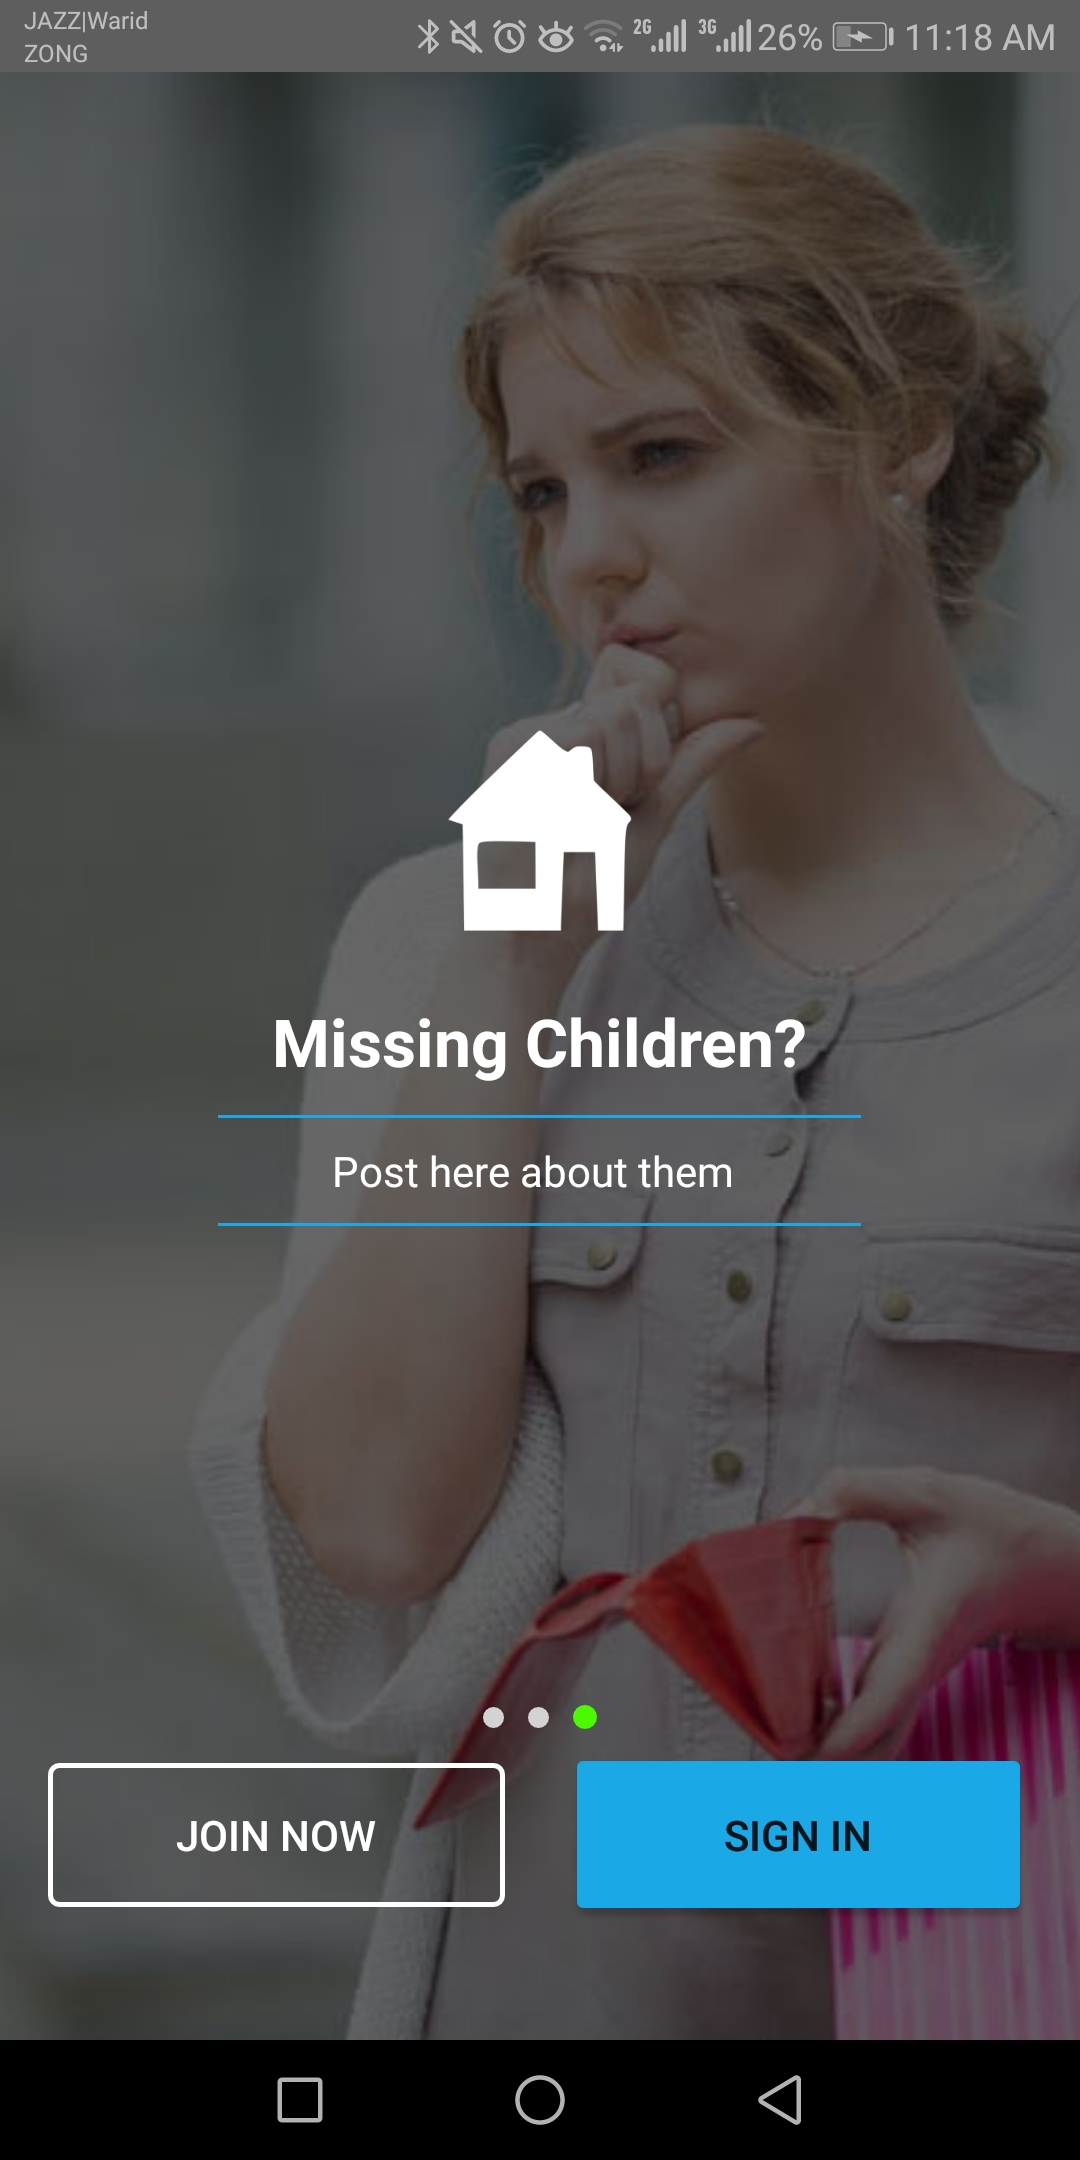 JAZZ|Warid
ZONG
2G 3G 26% 11:18 AM
Missing Children?
Post here about them
JOIN NOW
SIGN IN